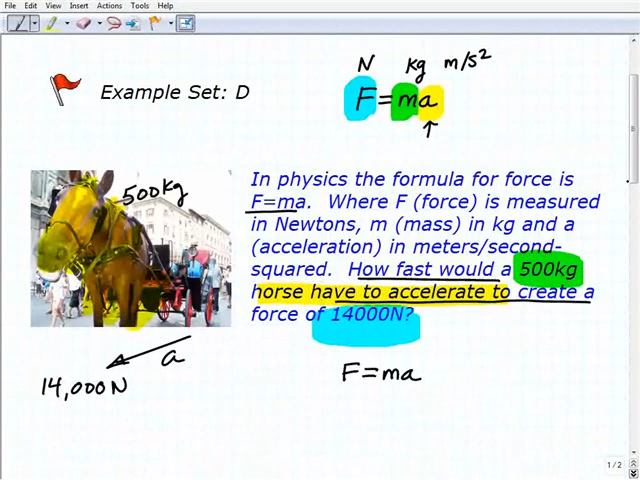 File Edit View Insert Actions Tools Help
N kg m/s²
Example Set: D
F=ma
500kg
In physics the formula for force is
F=ma. Where F (force) is measured
in Newtons, m (mass) in kg and a
(acceleration) in meters/second-
squared. How fast would a 500kg
horse have to accelerate to create a
force of 14000N?
a
14,000N
F=ma
1/2